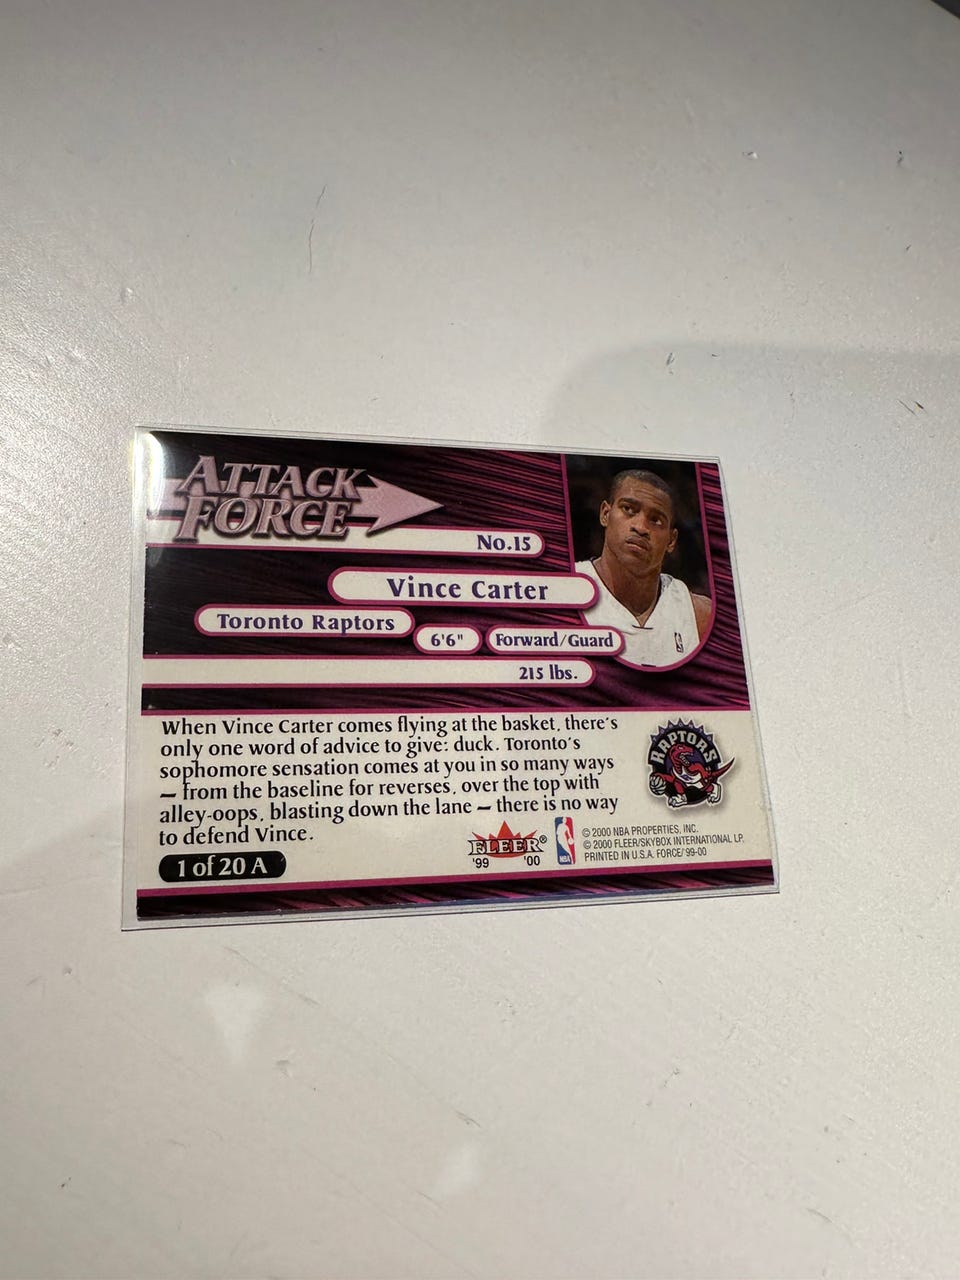 ATTACK
FORCE
No.15
Vince Carter
Toronto Raptors
6'6"
Forward/Guard
215 lbs.
When Vince Carter comes flying at the basket, there's
only one word of advice to give: duck. Toronto's
sophomore sensation comes at you in so many ways
— from the baseline for reverses, over the top with
alley-oops, blasting down the lane — there is no way
to defend Vince.
RAPTORS
1 of 20 A
FLEER®
'99 '00
NBA
© 2000 NBA PROPERTIES, INC.
© 2000 FLEER/SKYBOX INTERNATIONAL LP.
PRINTED IN U.S.A. FORCE/'99-00